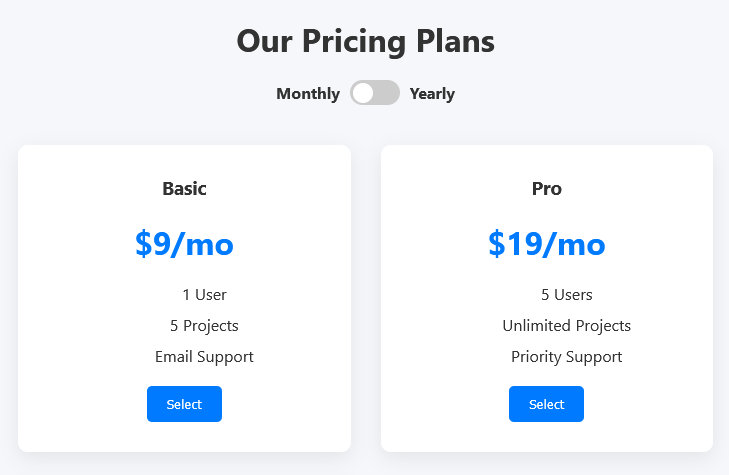 Our Pricing Plans
Monthly Yearly
Basic
$9/mo
1 User
5 Projects
Email Support
Select
Pro
$19/mo
5 Users
Unlimited Projects
Priority Support
Select